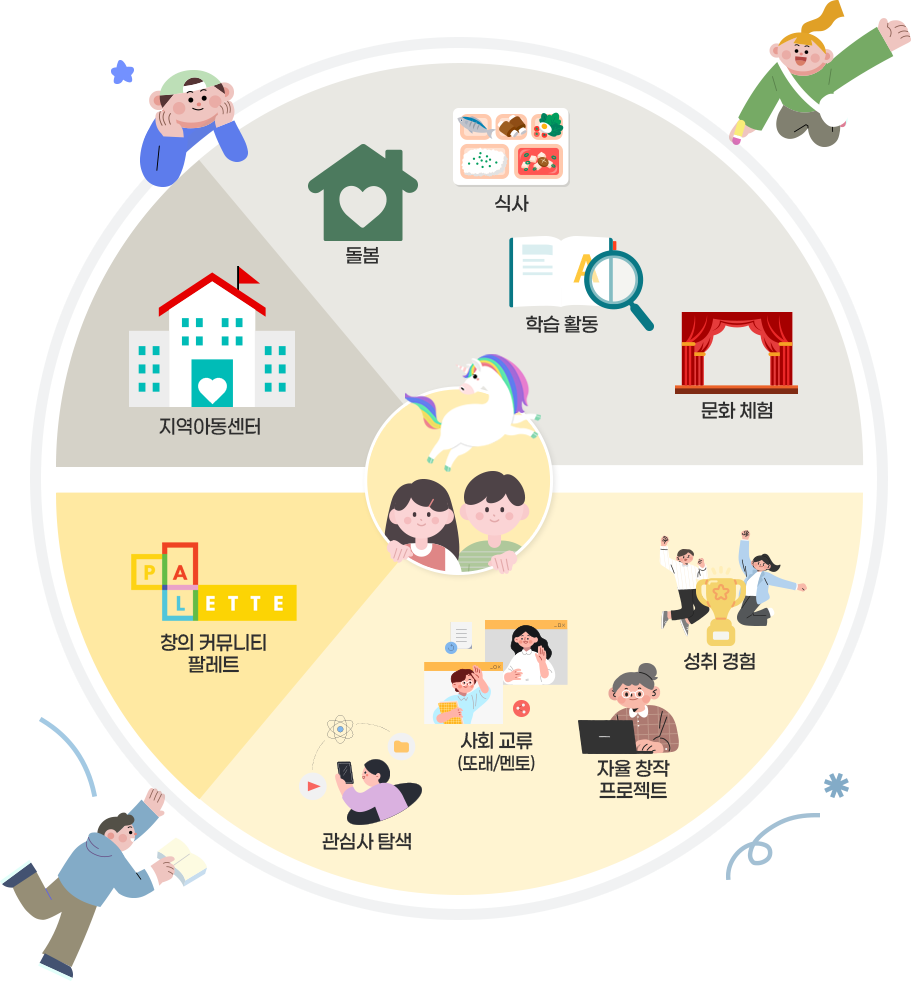 식사
돌봄
학습 활동
문화 체험
지역아동센터
PALETTE
창의 커뮤니티
팔레트
성취 경험
사회 교류
(또래/멘토)
자율 창작
프로젝트
관심사 탐색
A